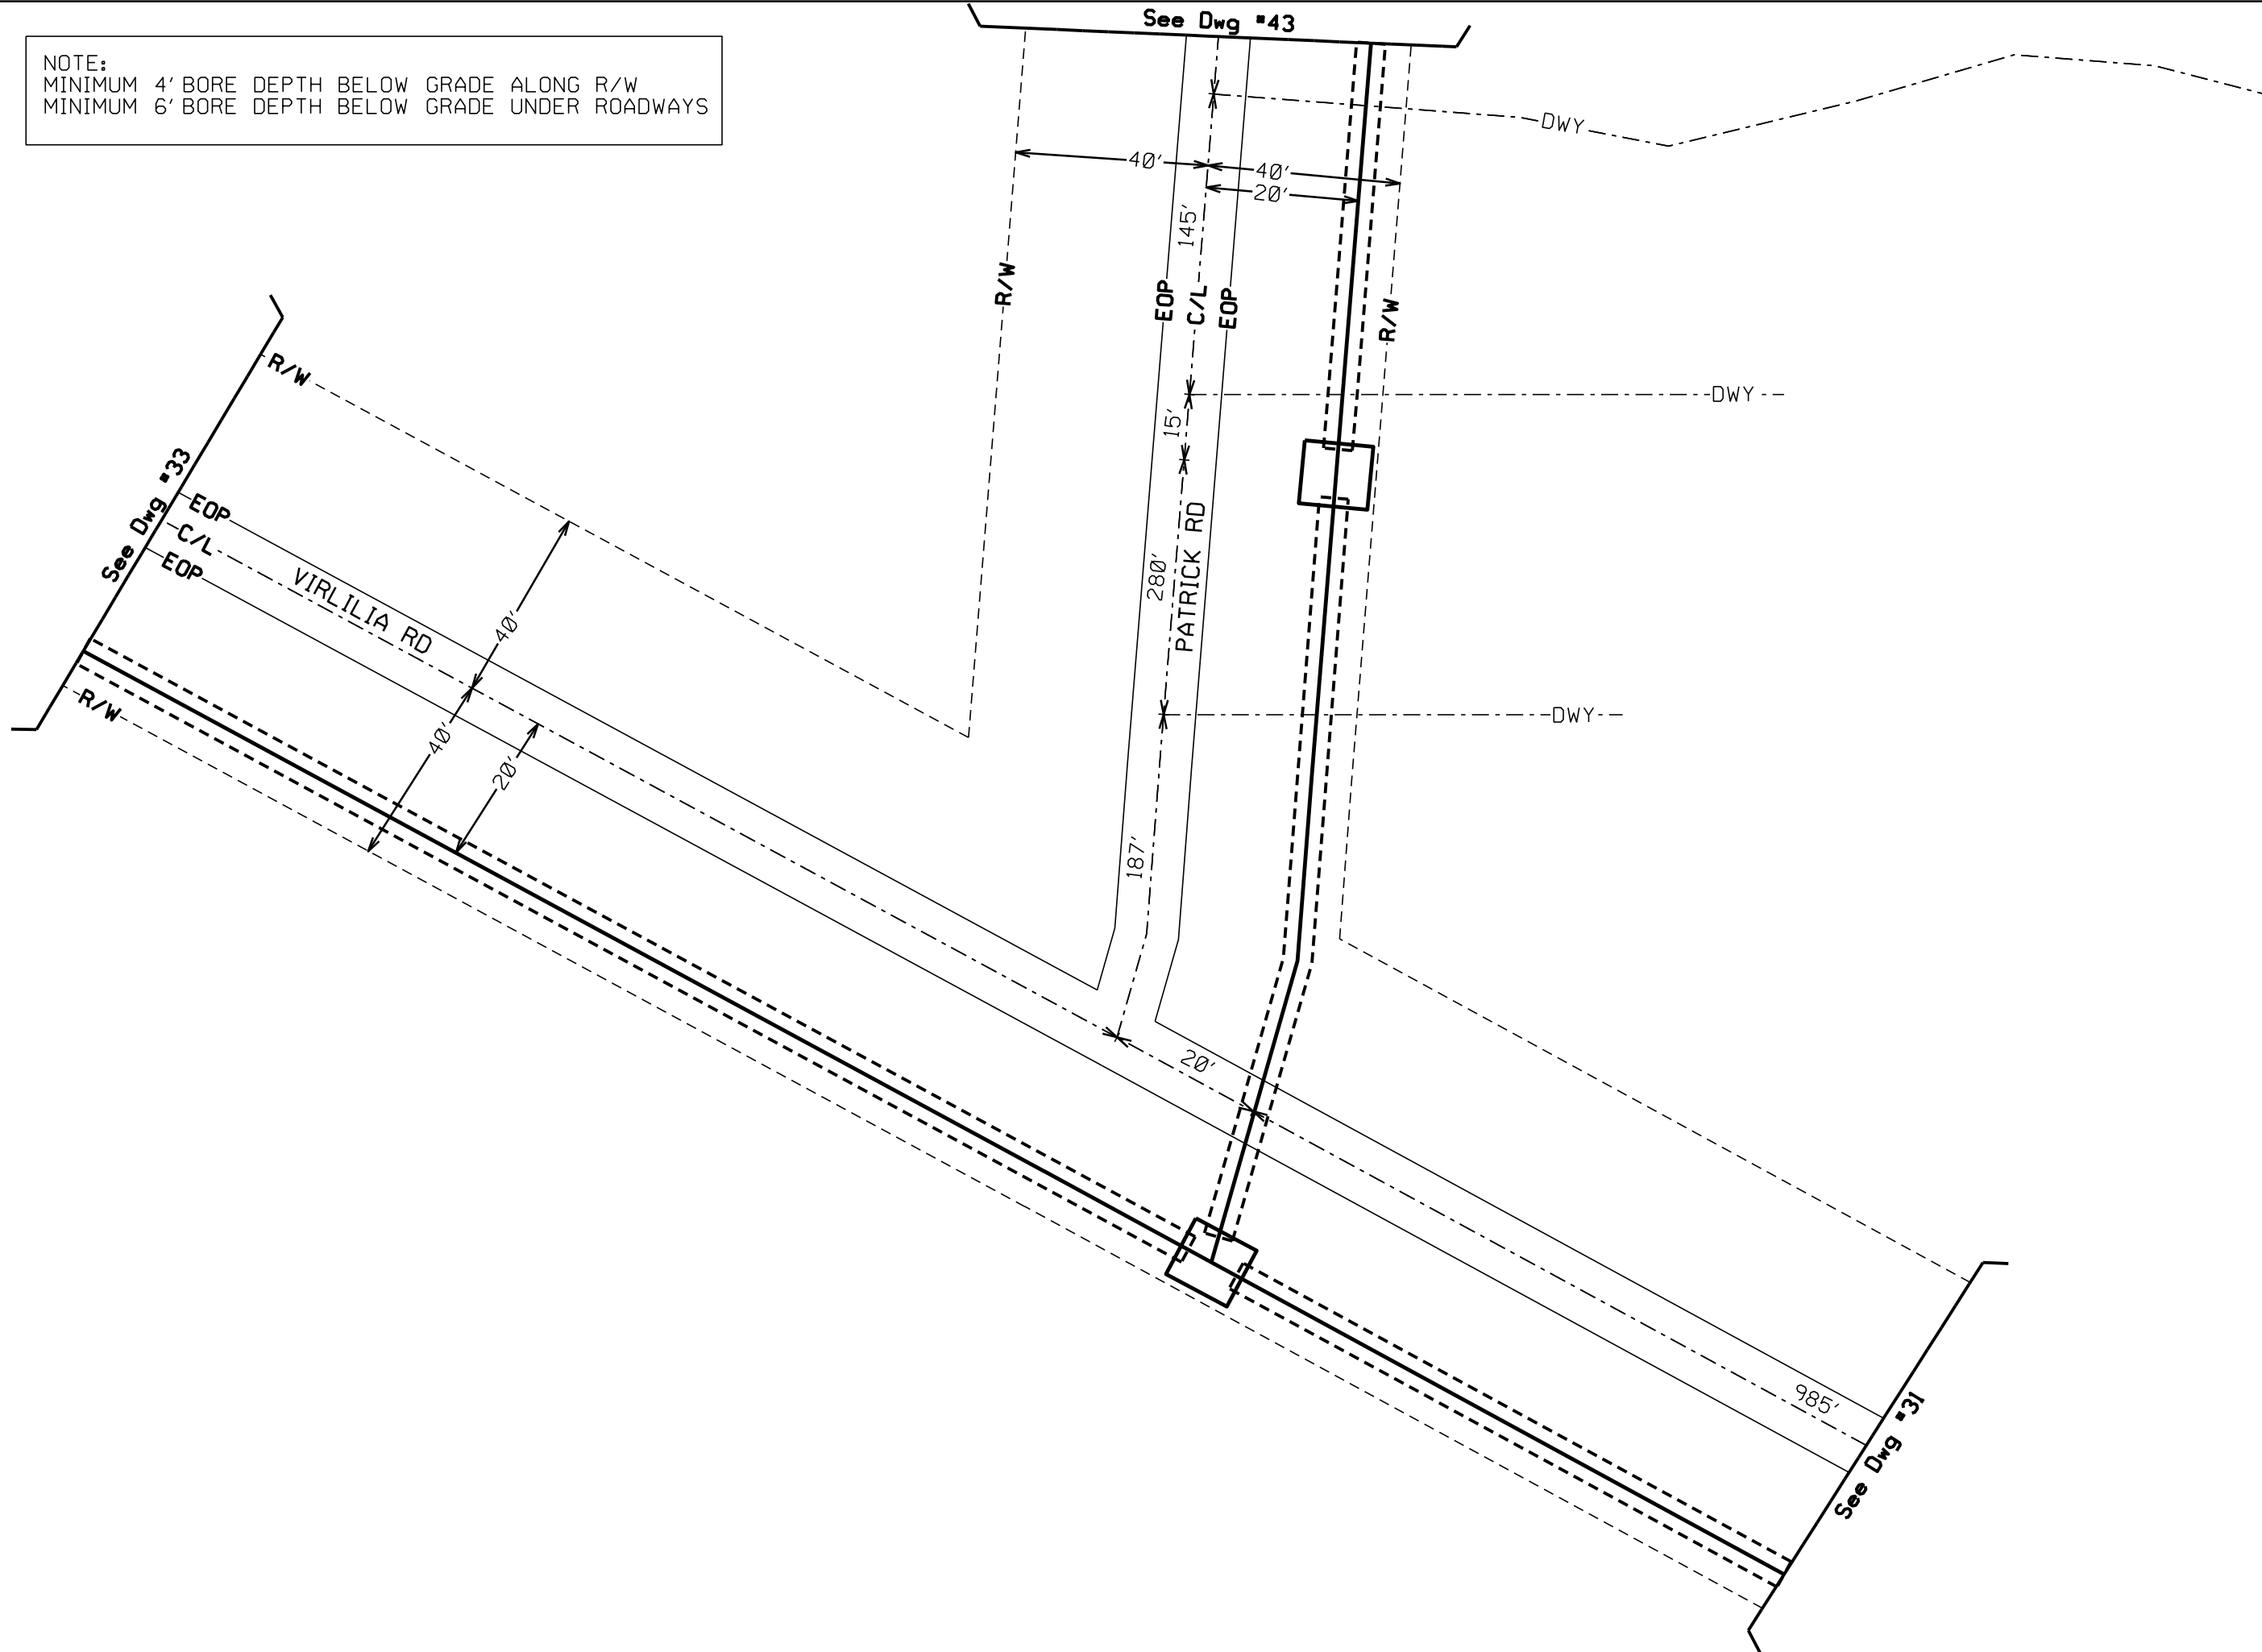 See Dwg #43
NOTE:
MINIMUM 4' BORE DEPTH BELOW GRADE ALONG R/W
MINIMUM 6' BORE DEPTH BELOW GRADE UNDER ROADWAYS
DWY
40'
40'
20'
145'
R/W
EOP
C/L
EOP
R/W
R/W
DWY
15'
See Dwg #33
EOP
C/L
EOP
VIRLILIA RD
40'
280'
PATRICK RD
R/W
40'
20'
DWY
187'
20'
985'
See Dwg #31